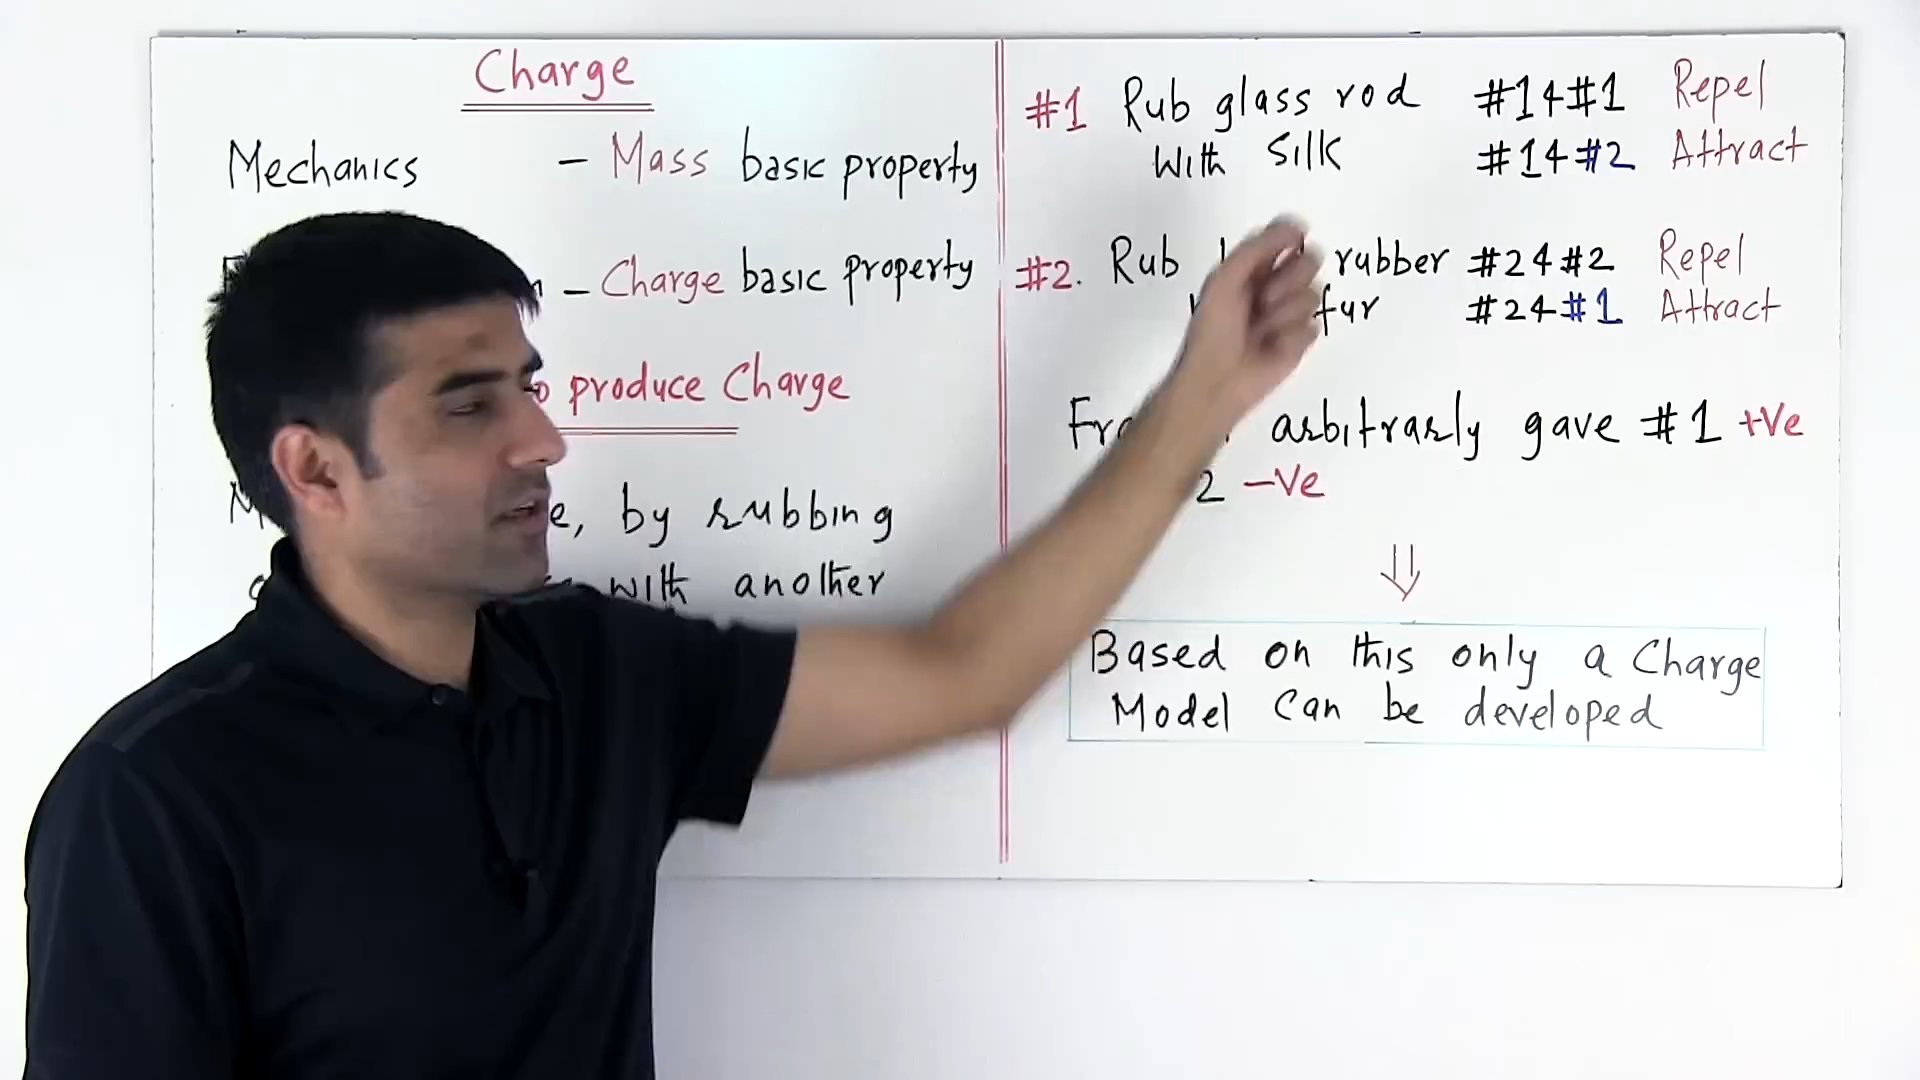 Charge
Mechanics - Mass basic property
- Charge basic property
produce Charge
by rubbing
with another
#1 Rub glass rod #1&#1 Repel
With Silk #1&#2 Attract
#2. Rub rubber #2&#2 Repel
fur #2&#1 Attract
arbitrarly gave #1 +Ve
2 -Ve
⇓
Based on this only a Charge
Model Can be developed